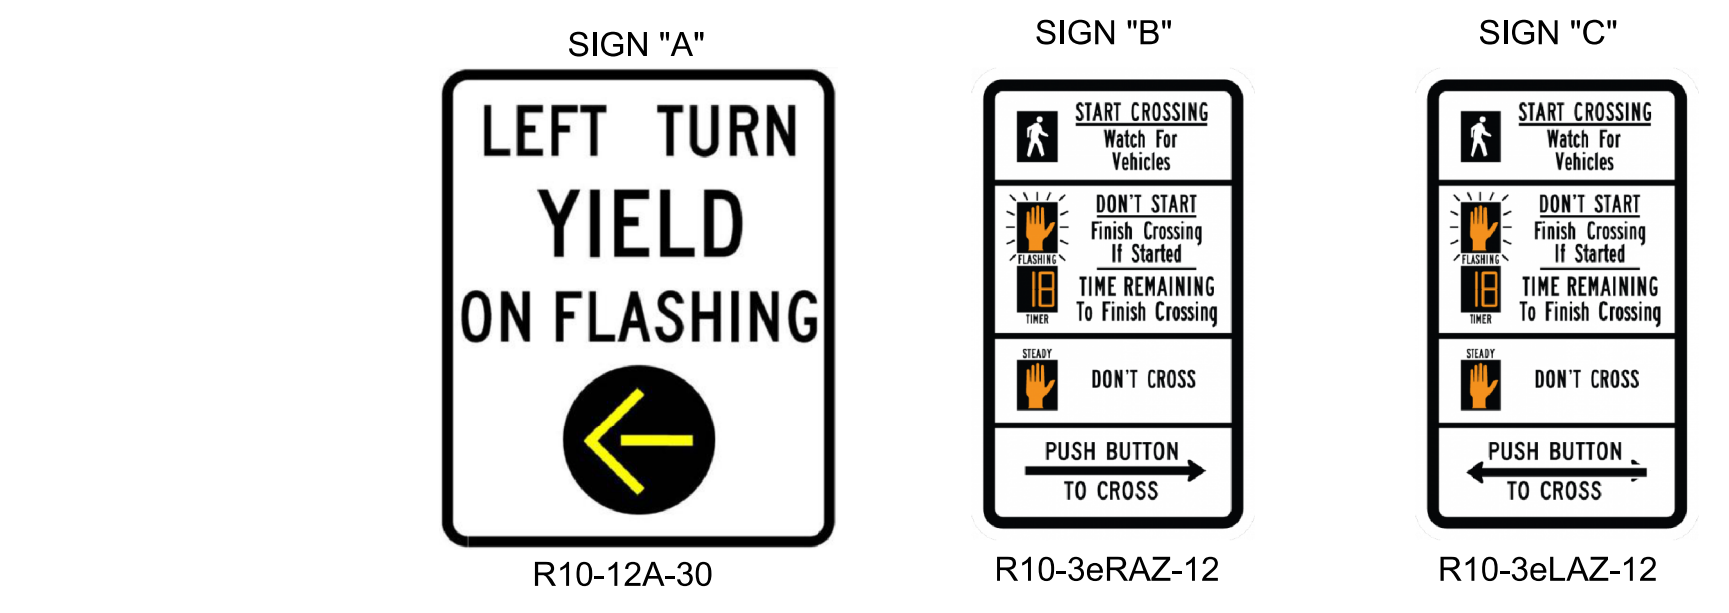 SIGN "A"
LEFT TURN
YIELD
ON FLASHING
R10-12A-30
SIGN "B"
START CROSSING
Watch For
Vehicles
DON'T START
Finish Crossing
If Started
FLASHING
18
TIMER
TIME REMAINING
To Finish Crossing
STEADY
DON'T CROSS
PUSH BUTTON
TO CROSS
R10-3eRAZ-12
SIGN "C"
START CROSSING
Watch For
Vehicles
DON'T START
Finish Crossing
If Started
FLASHING
18
TIMER
TIME REMAINING
To Finish Crossing
STEADY
DON'T CROSS
PUSH BUTTON
TO CROSS
R10-3eLAZ-12